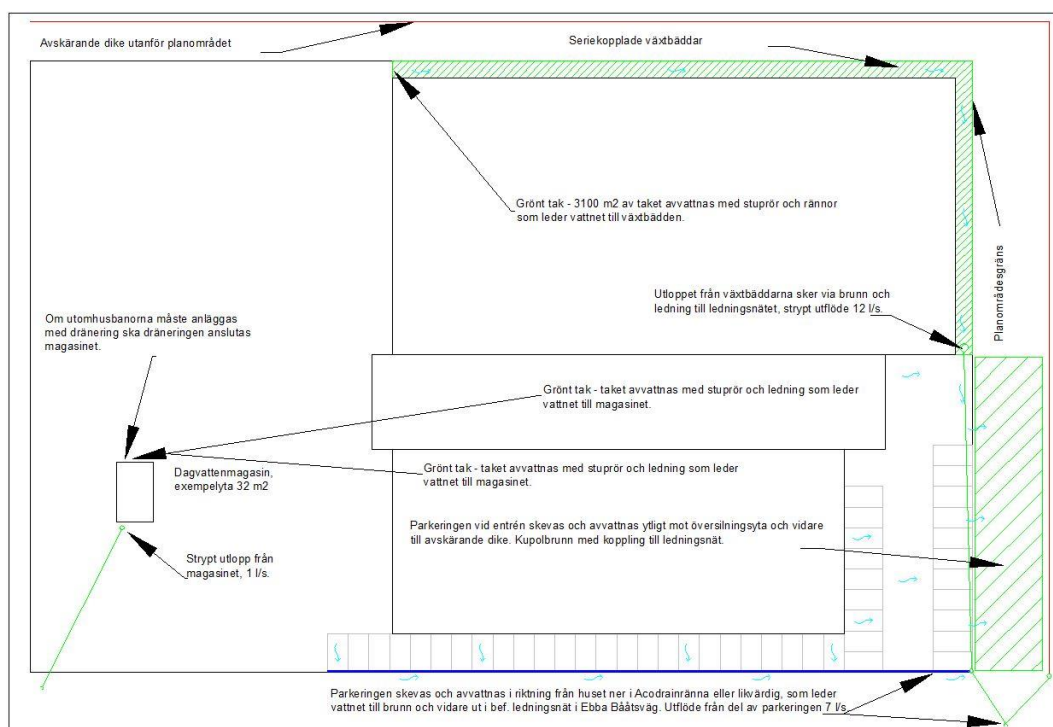 Avskärande dike utanför planområdet
Seriekopplade växtbäddar
Grönt tak - 3100 m2 av taket avvattnas med stuprör och rännor
som leder vattnet till växtbädden.
Planområdesgräns
Utloppet från växtbäddarna sker via brunn och
ledning till ledningsnätet, strypt utflöde 12 l/s.
Om utomhusbanorna måste anläggas
med dränering ska dräneringen anslutas
magasinet.
Grönt tak - taket avvattnas med stuprör och ledning som leder
vattnet till magasinet.
Dagvattenmagasin,
exempelyta 32 m2
Grönt tak - taket avvattnas med stuprör och ledning som leder
vattnet till magasinet.
Parkeringen vid entrén skevas och avvattnas ytligt mot översilningsyta och vidare
till avskärande dike. Kupolbrunn med koppling till ledningsnät.
Strypt utlopp från
magasinet, 1 l/s.
Parkeringen skevas och avvattnas i riktning från huset ner i Acodrainränna eller likvärdig, som leder
vattnet till brunn och vidare ut i bef. ledningsnät i Ebba Bååtsväg. Utflöde från del av parkeringen 7 l/s